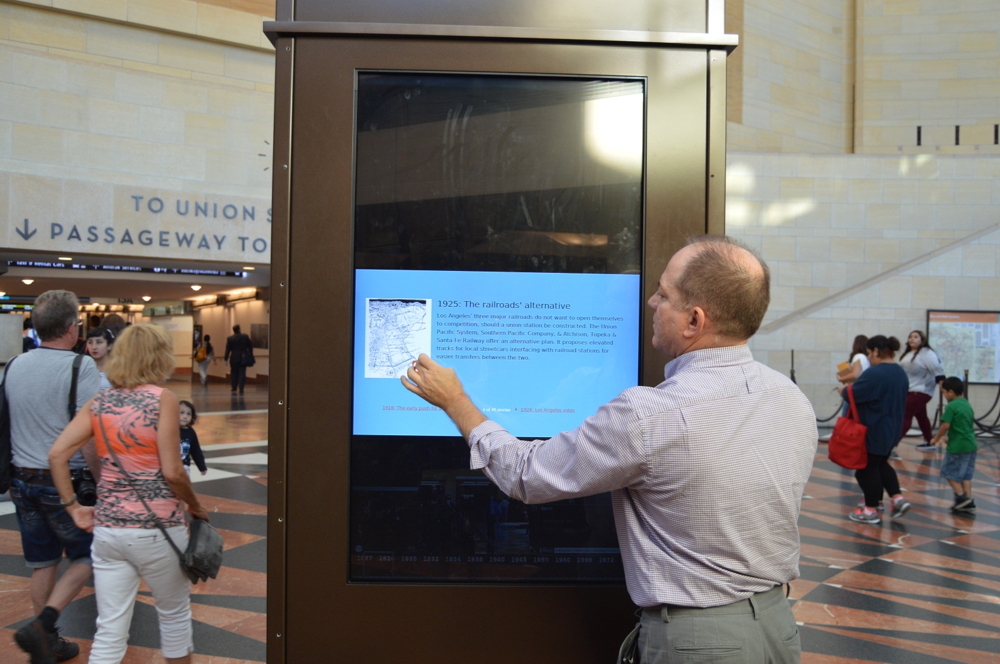 TO UNION
↓ PASSAGEWAY TO
1925: The railroads' alternative
Los Angeles' three major railroads do not want to open themselves
to competition, should a union station be constructed. The Union
Pacific System, Southern Pacific Company, & Atchison, Topeka &
Santa Fe Railway offer an alternative plan. It proposes elevated
tracks for local streetcars interfacing with railroad stations for
easier transfers between the two.
1916: The early push for
4 of 45 stories
1926: Los Angeles votes
1887 1926 1930 1932 1934 1938 1940 1945 1950 1960 1969 1972